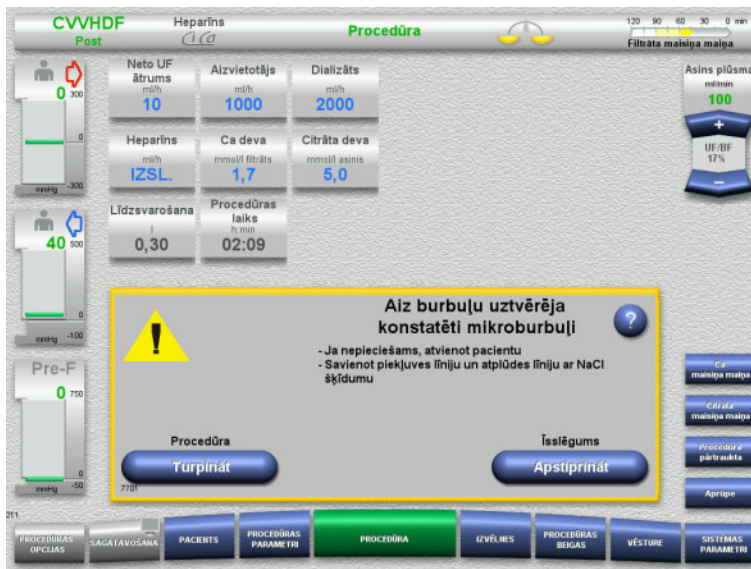 CVVHDF
Post
Heparīns
Ci Ca
Procedūra
120 90 60 30 0 min
Filtrāta maisiņa maiņa
0
300
0
mmHg -300
40
500
0
mmHg -100
Pre-F
0
750
0
mmHg -50
Neto UF
ātrums
ml/h
10
Aizvietotājs
ml/h
1000
Dializāts
ml/h
2000
Heparīns
ml/h
IZSL.
Ca deva
mmol/l filtrāts
1,7
Citrāta deva
mmol/l asinis
5,0
Līdzsvarošana
l
0,30
Procedūras
laiks
h:min
02:09
Asins plūsma
ml/min
100
+
UF/BF
17%
−
Aiz burbuļu uztvērēja
konstatēti mikroburbuļi
?
- Ja nepieciešams, atvienot pacientu
- Savienot piekļuves līniju un atplūdes līniju ar NaCl
šķīdumu
Procedūra
Turpināt
Īsslēgums
Apstiprināt
7701
Ca
maisiņa maiņa
Citrāta
maisiņa maiņa
Procedūra
pārtraukta
Aprūpe
211
PROCEDŪRAS
OPCIJAS
SAGATAVOŠANA
PACIENTS
PROCEDŪRAS
PARAMETRI
PROCEDŪRA
IZVĒLNES
PROCEDŪRAS
BEIGAS
VĒSTURE
SISTĒMAS
PARAMETRI